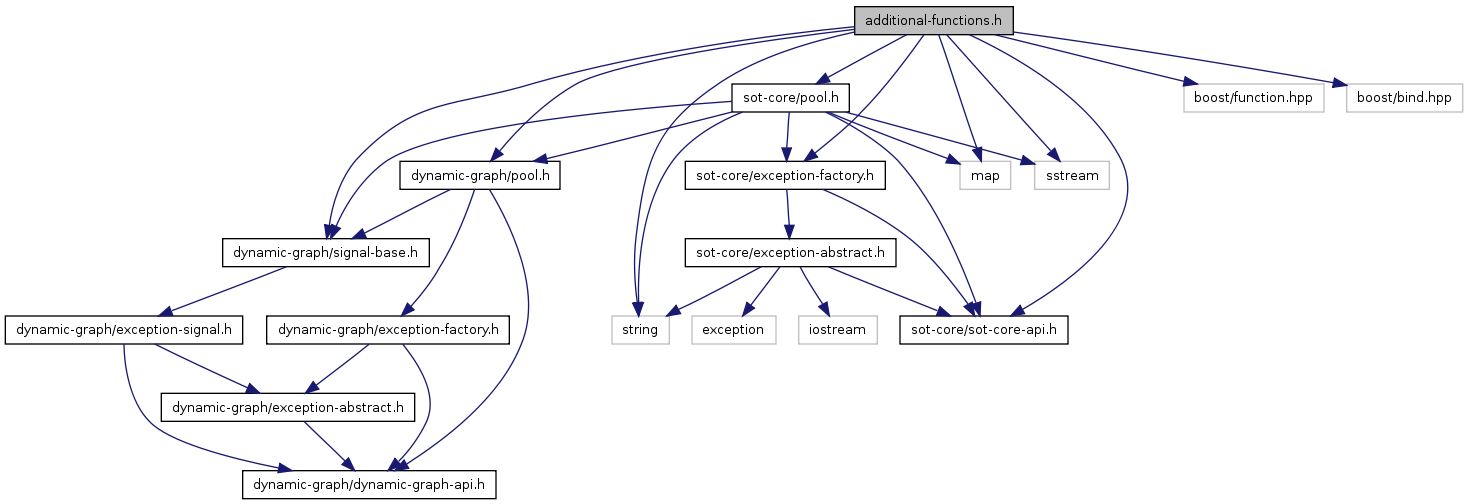 additional-functions.h
sot-core/pool.h
boost/function.hpp
boost/bind.hpp
dynamic-graph/pool.h
sot-core/exception-factory.h
map
sstream
dynamic-graph/signal-base.h
sot-core/exception-abstract.h
dynamic-graph/exception-signal.h
dynamic-graph/exception-factory.h
string
exception
iostream
sot-core/sot-core-api.h
dynamic-graph/exception-abstract.h
dynamic-graph/dynamic-graph-api.h